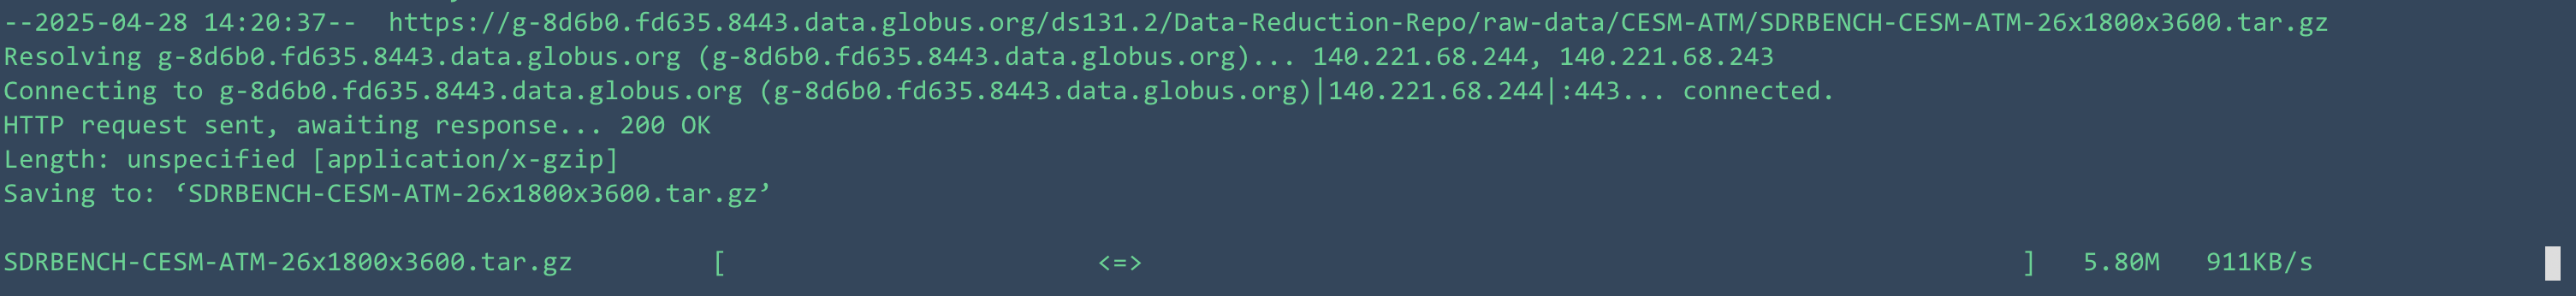 --2025-04-28 14:20:37--  https://g-8d6b0.fd635.8443.data.globus.org/ds131.2/Data-Reduction-Repo/raw-data/CESM-ATM/SDRBENCH-CESM-ATM-26x1800x3600.tar.gz
Resolving g-8d6b0.fd635.8443.data.globus.org (g-8d6b0.fd635.8443.data.globus.org)... 140.221.68.244, 140.221.68.243
Connecting to g-8d6b0.fd635.8443.data.globus.org (g-8d6b0.fd635.8443.data.globus.org)|140.221.68.244|:443... connected.
HTTP request sent, awaiting response... 200 OK
Length: unspecified [application/x-gzip]
Saving to: ‘SDRBENCH-CESM-ATM-26x1800x3600.tar.gz’
SDRBENCH-CESM-ATM-26x1800x3600.tar.gz         [                        <=>                                                         ]   5.80M   911KB/s